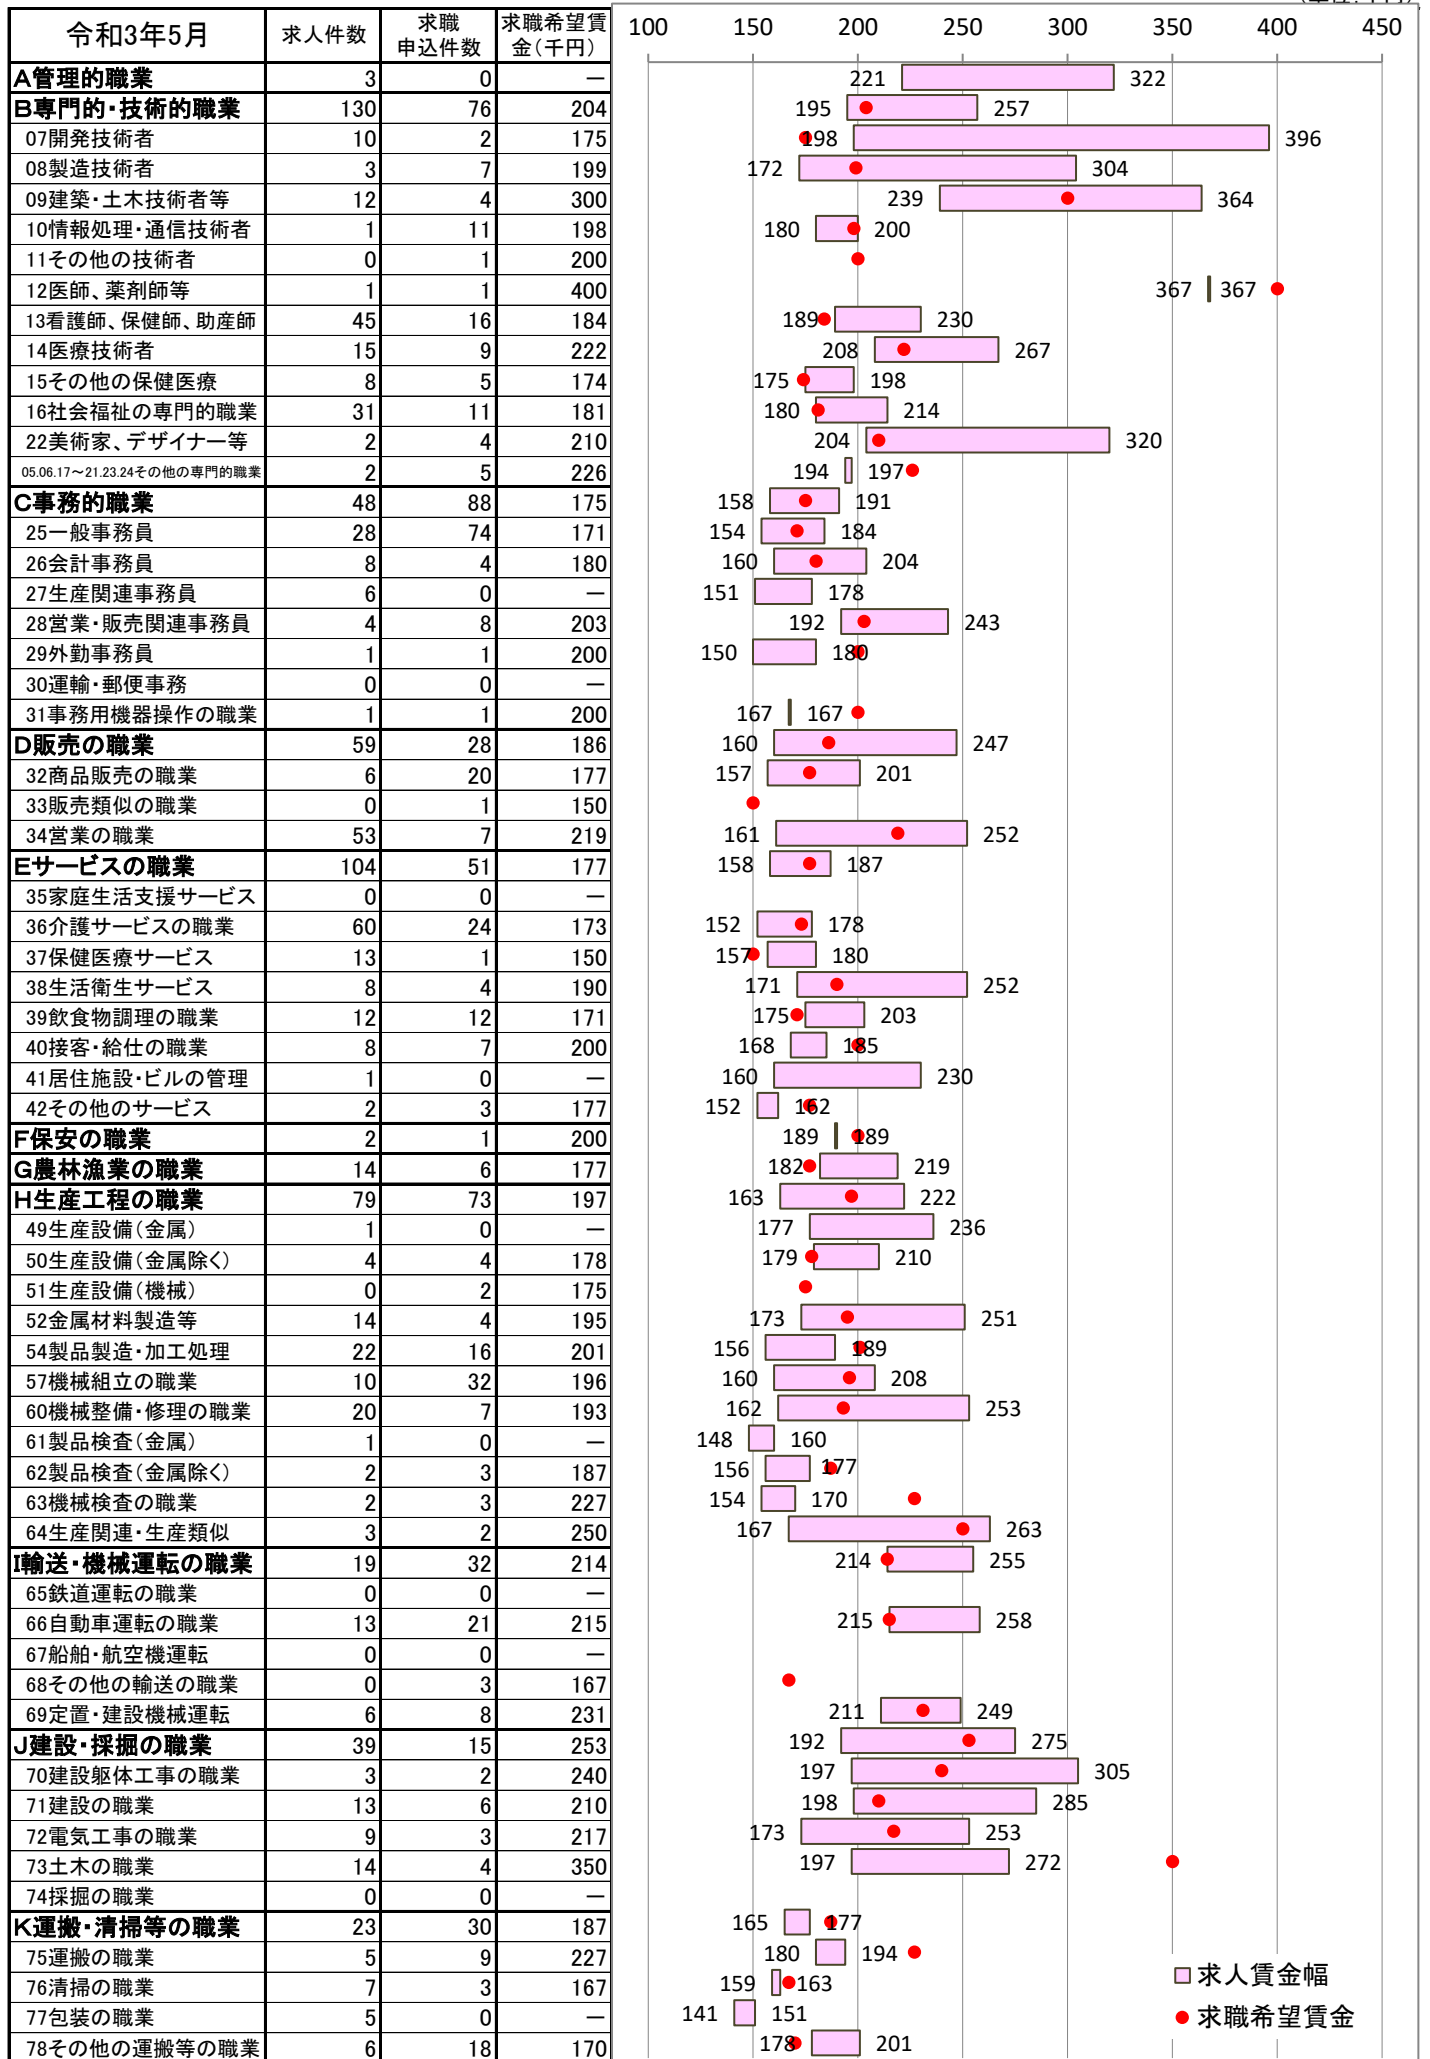 令和3年5月 求人件数 求職申込件数 求職希望賃金(千円) 100 150 200 250 300 350 400 450
A管理的職業 3 0 － 221 322
B専門的・技術的職業 130 76 204 195 257
07開発技術者 10 2 175 198 396
08製造技術者 3 7 199 172 304
09建築・土木技術者等 12 4 300 239 364
10情報処理・通信技術者 1 11 198 180 200
11その他の技術者 0 1 200
12医師、薬剤師等 1 1 400 367 367
13看護師、保健師、助産師 45 16 184 189 230
14医療技術者 15 9 222 208 267
15その他の保健医療 8 5 174 175 198
16社会福祉の専門的職業 31 11 181 180 214
22美術家、デザイナー等 2 4 210 204 320
05.06.17～21.23.24その他の専門的職業 2 5 226 194 197
C事務的職業 48 88 175 158 191
25一般事務員 28 74 171 154 184
26会計事務員 8 4 180 160 204
27生産関連事務員 6 0 － 151 178
28営業・販売関連事務員 4 8 203 192 243
29外勤事務員 1 1 200 150 180
30運輸・郵便事務 0 0 －
31事務用機器操作の職業 1 1 200 167 167
D販売の職業 59 28 186 160 247
32商品販売の職業 6 20 177 157 201
33販売類似の職業 0 1 150
34営業の職業 53 7 219 161 252
Eサービスの職業 104 51 177 158 187
35家庭生活支援サービス 0 0 －
36介護サービスの職業 60 24 173 152 178
37保健医療サービス 13 1 150 157 180
38生活衛生サービス 8 4 190 171 252
39飲食物調理の職業 12 12 171 175 203
40接客・給仕の職業 8 7 200 168 185
41居住施設・ビルの管理 1 0 － 160 230
42その他のサービス 2 3 177 152 162
F保安の職業 2 1 200 189 189
G農林漁業の職業 14 6 177 182 219
H生産工程の職業 79 73 197 163 222
49生産設備(金属) 1 0 － 177 236
50生産設備(金属除く) 4 4 178 179 210
51生産設備(機械) 0 2 175
52金属材料製造等 14 4 195 173 251
54製品製造・加工処理 22 16 201 156 189
57機械組立の職業 10 32 196 160 208
60機械整備・修理の職業 20 7 193 162 253
61製品検査(金属) 1 0 － 148 160
62製品検査(金属除く) 2 3 187 156 177
63機械検査の職業 2 3 227 154 170
64生産関連・生産類似 3 2 250 167 263
I輸送・機械運転の職業 19 32 214 214 255
65鉄道運転の職業 0 0 －
66自動車運転の職業 13 21 215 215 258
67船舶・航空機運転 0 0 －
68その他の輸送の職業 0 3 167
69定置・建設機械運転 6 8 231 211 249
J建設・採掘の職業 39 15 253 192 275
70建設躯体工事の職業 3 2 240 197 305
71建設の職業 13 6 210 198 285
72電気工事の職業 9 3 217 173 253
73土木の職業 14 4 350 197 272
74採掘の職業 0 0 －
K運搬・清掃等の職業 23 30 187 165 177
75運搬の職業 5 9 227 180 194
76清掃の職業 7 3 167 159 163
77包装の職業 5 0 － 141 151
78その他の運搬等の職業 6 18 170 178 201
求人賃金幅
求職希望賃金